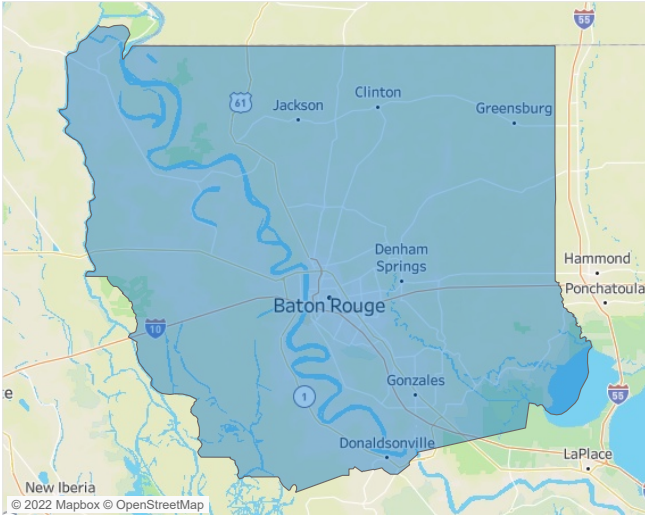 55
61
Jackson
Clinton
Greensburg
Denham
Springs
Hammond
Ponchatoula
Baton Rouge
10
Gonzales
1
55
e
Donaldsonville
LaPlace
New Iberia
© 2022 Mapbox © OpenStreetMap